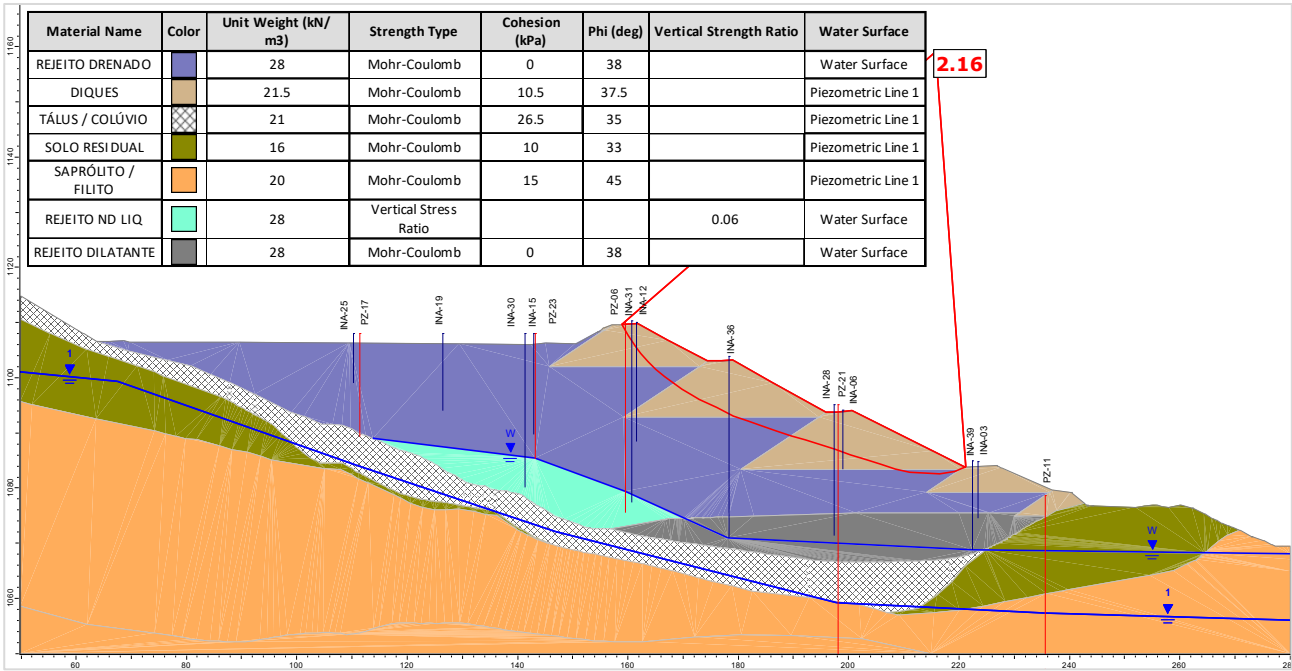 Material Name Color Unit Weight (kN/ m3) Strength Type Cohesion (kPa) Phi (deg) Vertical Strength Ratio Water Surface
REJEITO DRENADO 28 Mohr-Coulomb 0 38 Water Surface
DIQUES 21.5 Mohr-Coulomb 10.5 37.5 Piezometric Line 1
TÁLUS / COLÚVIO 21 Mohr-Coulomb 26.5 35 Piezometric Line 1
SOLO RESIDUAL 16 Mohr-Coulomb 10 33 Piezometric Line 1
SAPRÓLITO / FILITO 20 Mohr-Coulomb 15 45 Piezometric Line 1
REJEITO ND LIQ 28 Vertical Stress Ratio 0.06 Water Surface
REJEITO DILATANTE 28 Mohr-Coulomb 0 38 Water Surface
2.16
1160
1140
1120
1100
1080
1060
INA-25
PZ-17
INA-19
INA-30
INA-15
PZ-23
PZ-06
INA-31
INA-12
INA-36
INA-28
PZ-21
INA-06
INA-39
INA-03
PZ-11
1
W
W
1
60 80 100 120 140 160 180 200 220 240 260